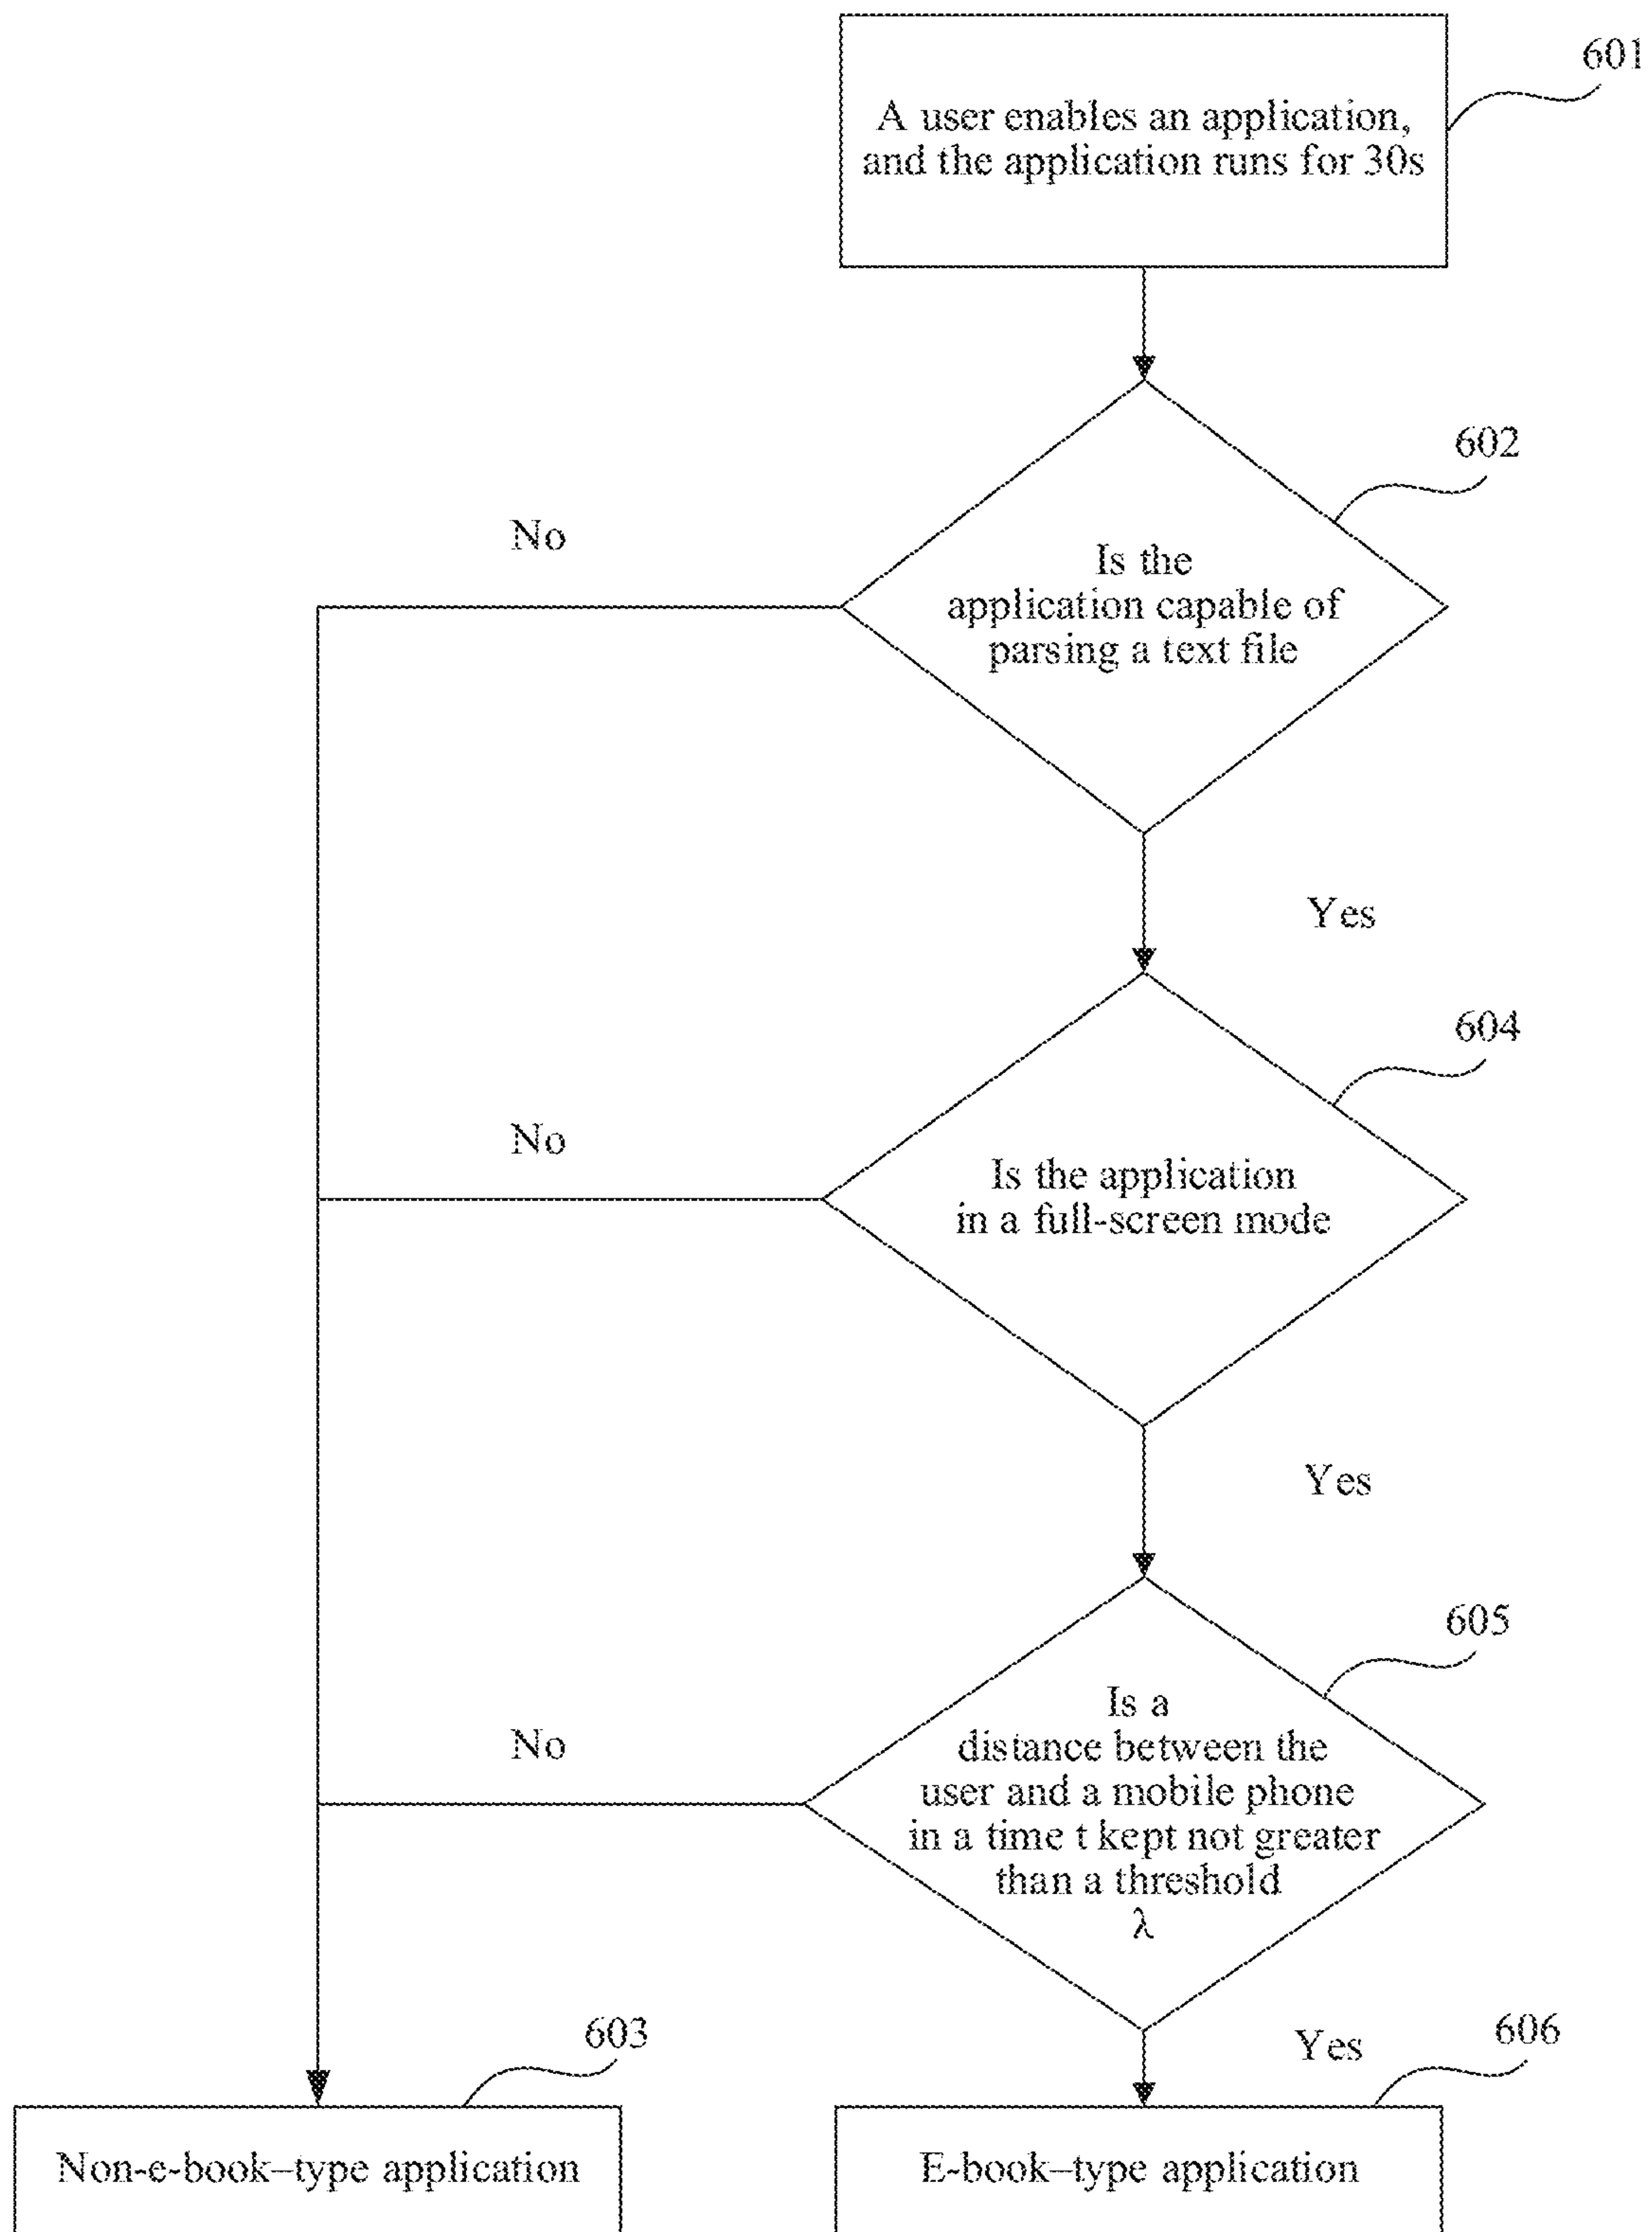 601
A user enables an application,
and the application runs for 30s
602
No
Is the
application capable of
parsing a text file
Yes
604
No
Is the application
in a full-screen mode
Yes
605
No
Is a
distance between the
user and a mobile phone
in a time t kept not greater
than a threshold
λ
603
Yes
606
Non-e-book–type application
E-book–type application